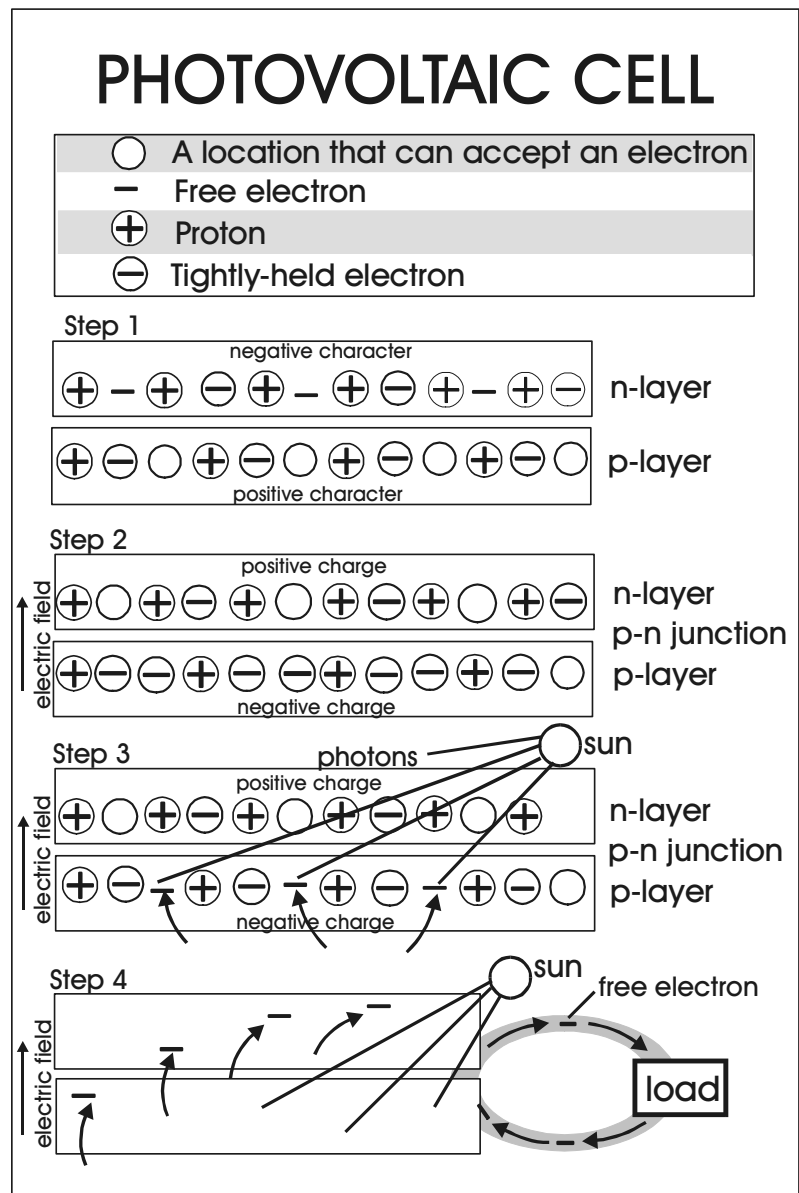 PHOTOVOLTAIC CELL
A location that can accept an electron
Free electron
Proton
Tightly-held electron
Step 1
negative character
n-layer
p-layer
positive character
Step 2
positive charge
electric field
n-layer
p-n junction
p-layer
negative charge
sun
Step 3
photons
positive charge
electric field
n-layer
p-n junction
p-layer
negative charge
sun
Step 4
free electron
electric field
load